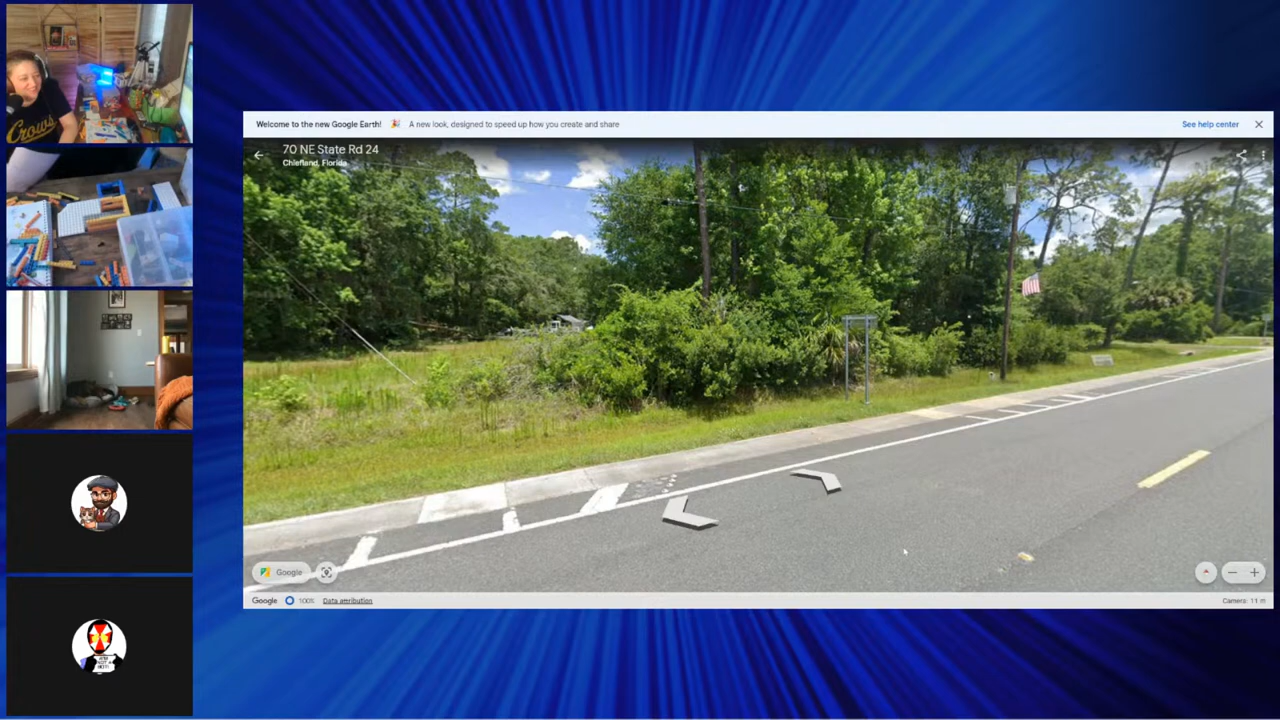 Crows
Welcome to the new Google Earth! 🎉 A new look, designed to speed up how you create and share
See help center
70 NE State Rd 24
Chiefland, Florida
Google
Google 100% Data attribution
Camera: 11 m